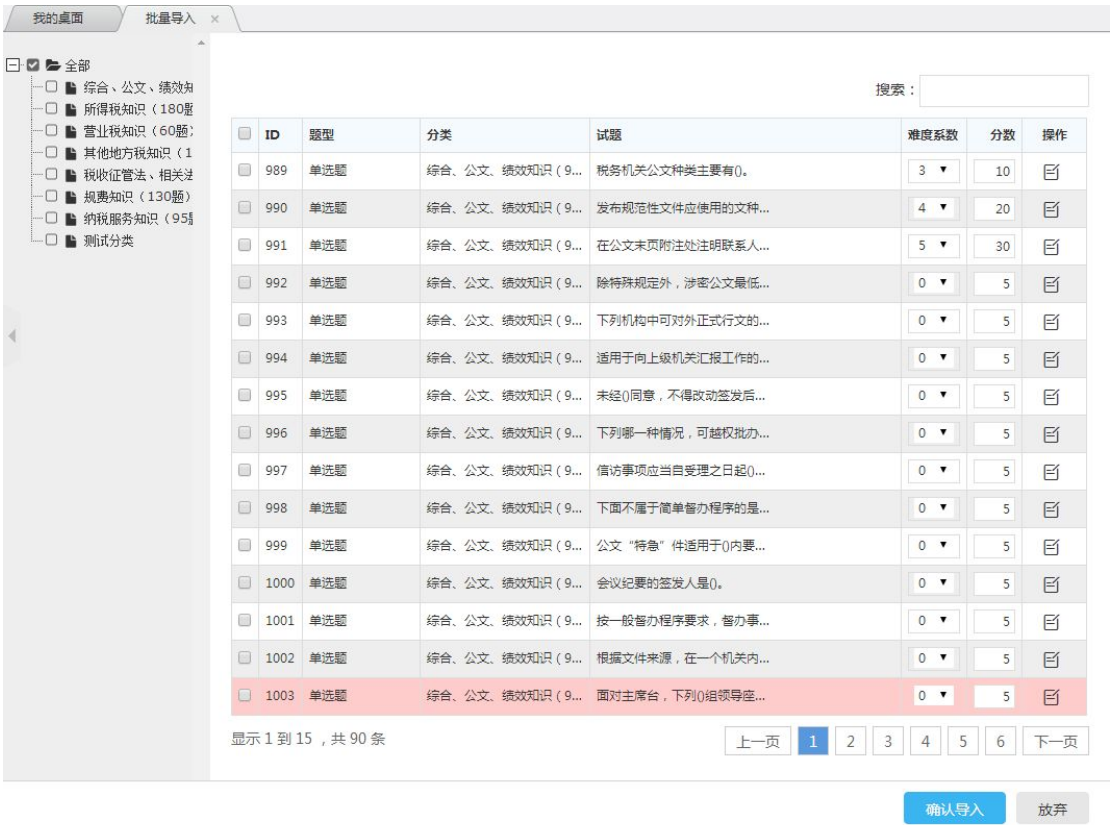 我的桌面 批量导入 ×
全部
综合、公文、绩效知
所得税知识（180题
营业税知识（60题）
其他地方税知识（1
税收征管法、相关法
规费知识（130题）
纳税服务知识（95题
测试分类
搜索：
ID 题型 分类 试题 难度系数 分数 操作
989 单选题 综合、公文、绩效知识（9... 税务机关公文种类主要有()。 3 10
990 单选题 综合、公文、绩效知识（9... 发布规范性文件应使用的文种... 4 20
991 单选题 综合、公文、绩效知识（9... 在公文末页附注处注明联系人... 5 30
992 单选题 综合、公文、绩效知识（9... 除特殊规定外，涉密公文最低... 0 5
993 单选题 综合、公文、绩效知识（9... 下列机构中可对外正式行文的... 0 5
994 单选题 综合、公文、绩效知识（9... 适用于向上级机关汇报工作的... 0 5
995 单选题 综合、公文、绩效知识（9... 未经()同意，不得改动签发后... 0 5
996 单选题 综合、公文、绩效知识（9... 下列哪一种情况，可越权批办... 0 5
997 单选题 综合、公文、绩效知识（9... 信访事项应当自受理之日起()... 0 5
998 单选题 综合、公文、绩效知识（9... 下面不属于简单督办程序的是... 0 5
999 单选题 综合、公文、绩效知识（9... 公文“特急”件适用于()内要... 0 5
1000 单选题 综合、公文、绩效知识（9... 会议纪要的签发人是()。 0 5
1001 单选题 综合、公文、绩效知识（9... 按一般督办程序要求，督办事... 0 5
1002 单选题 综合、公文、绩效知识（9... 根据文件来源，在一个机关内... 0 5
1003 单选题 综合、公文、绩效知识（9... 面对主席台，下列()组领导座... 0 5
显示 1 到 15 ，共 90 条 上一页 1 2 3 4 5 6 下一页
确认导入 放弃